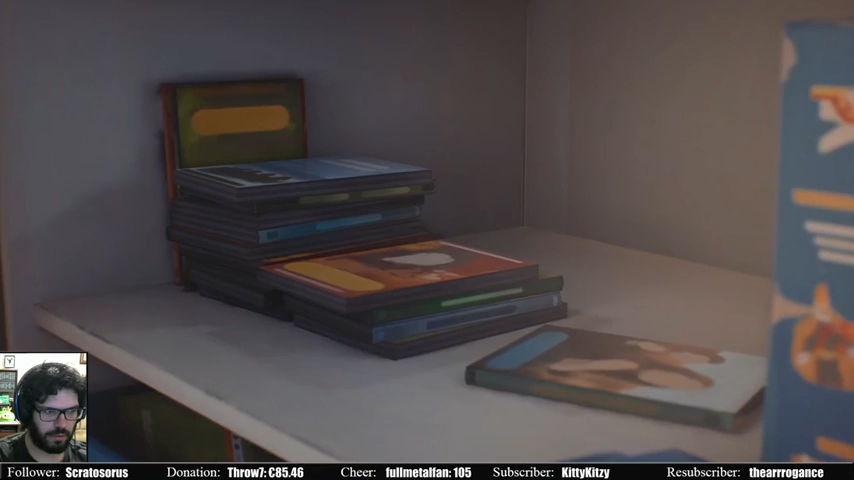 Follower: Scratosorus Donation: Throw7: €85.46 Cheer: fullmetalfan: 105 Subscriber: KittyKitzy Resubscriber: thearrrogance